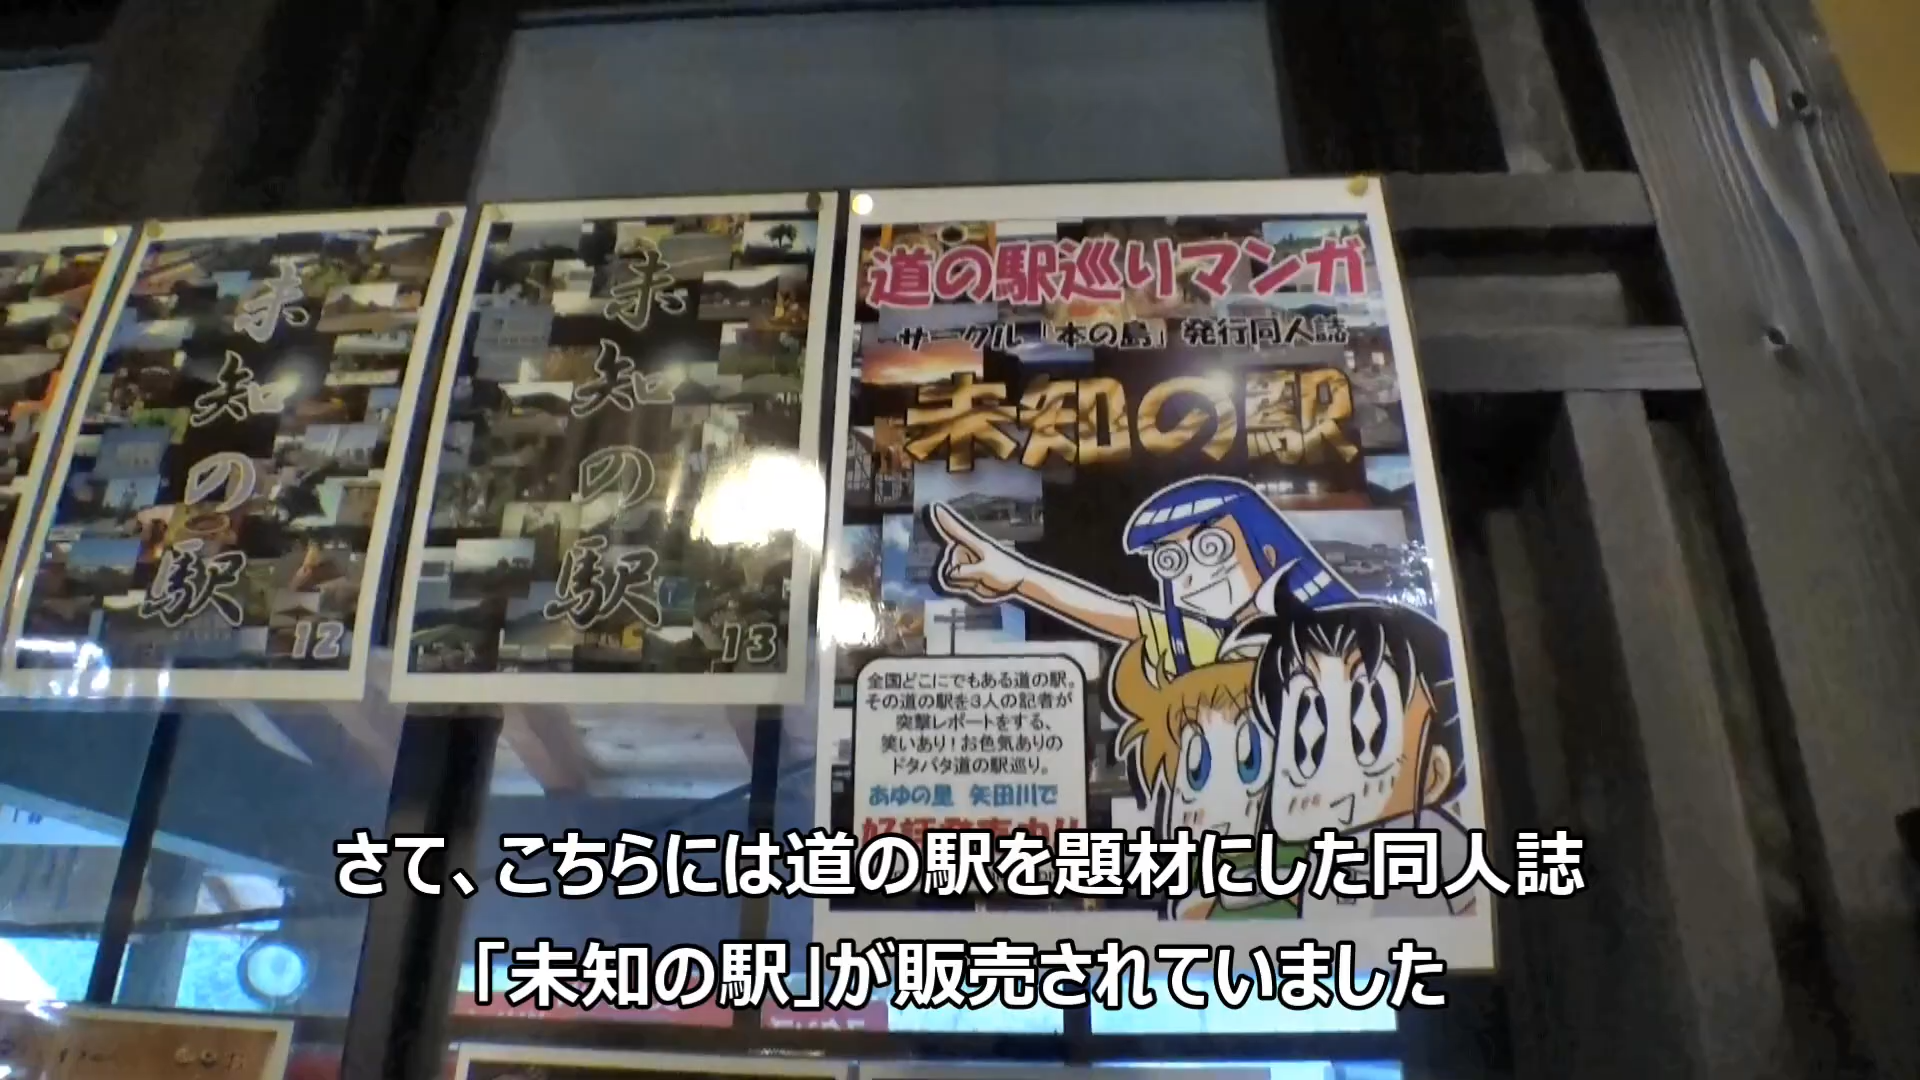 未知の駅
12
未知の駅
13
道の駅巡りマンガ
サークル「本の島」発行同人誌
未知の駅
全国どこにでもある道の駅。
その道の駅を3人の記者が
突撃レポートをする、
笑いあり!お色気ありの
ドタバタ道の駅巡り。
あゆの里 矢田川で
さて、こちらには道の駅を題材にした同人誌
「未知の駅」が販売されていました